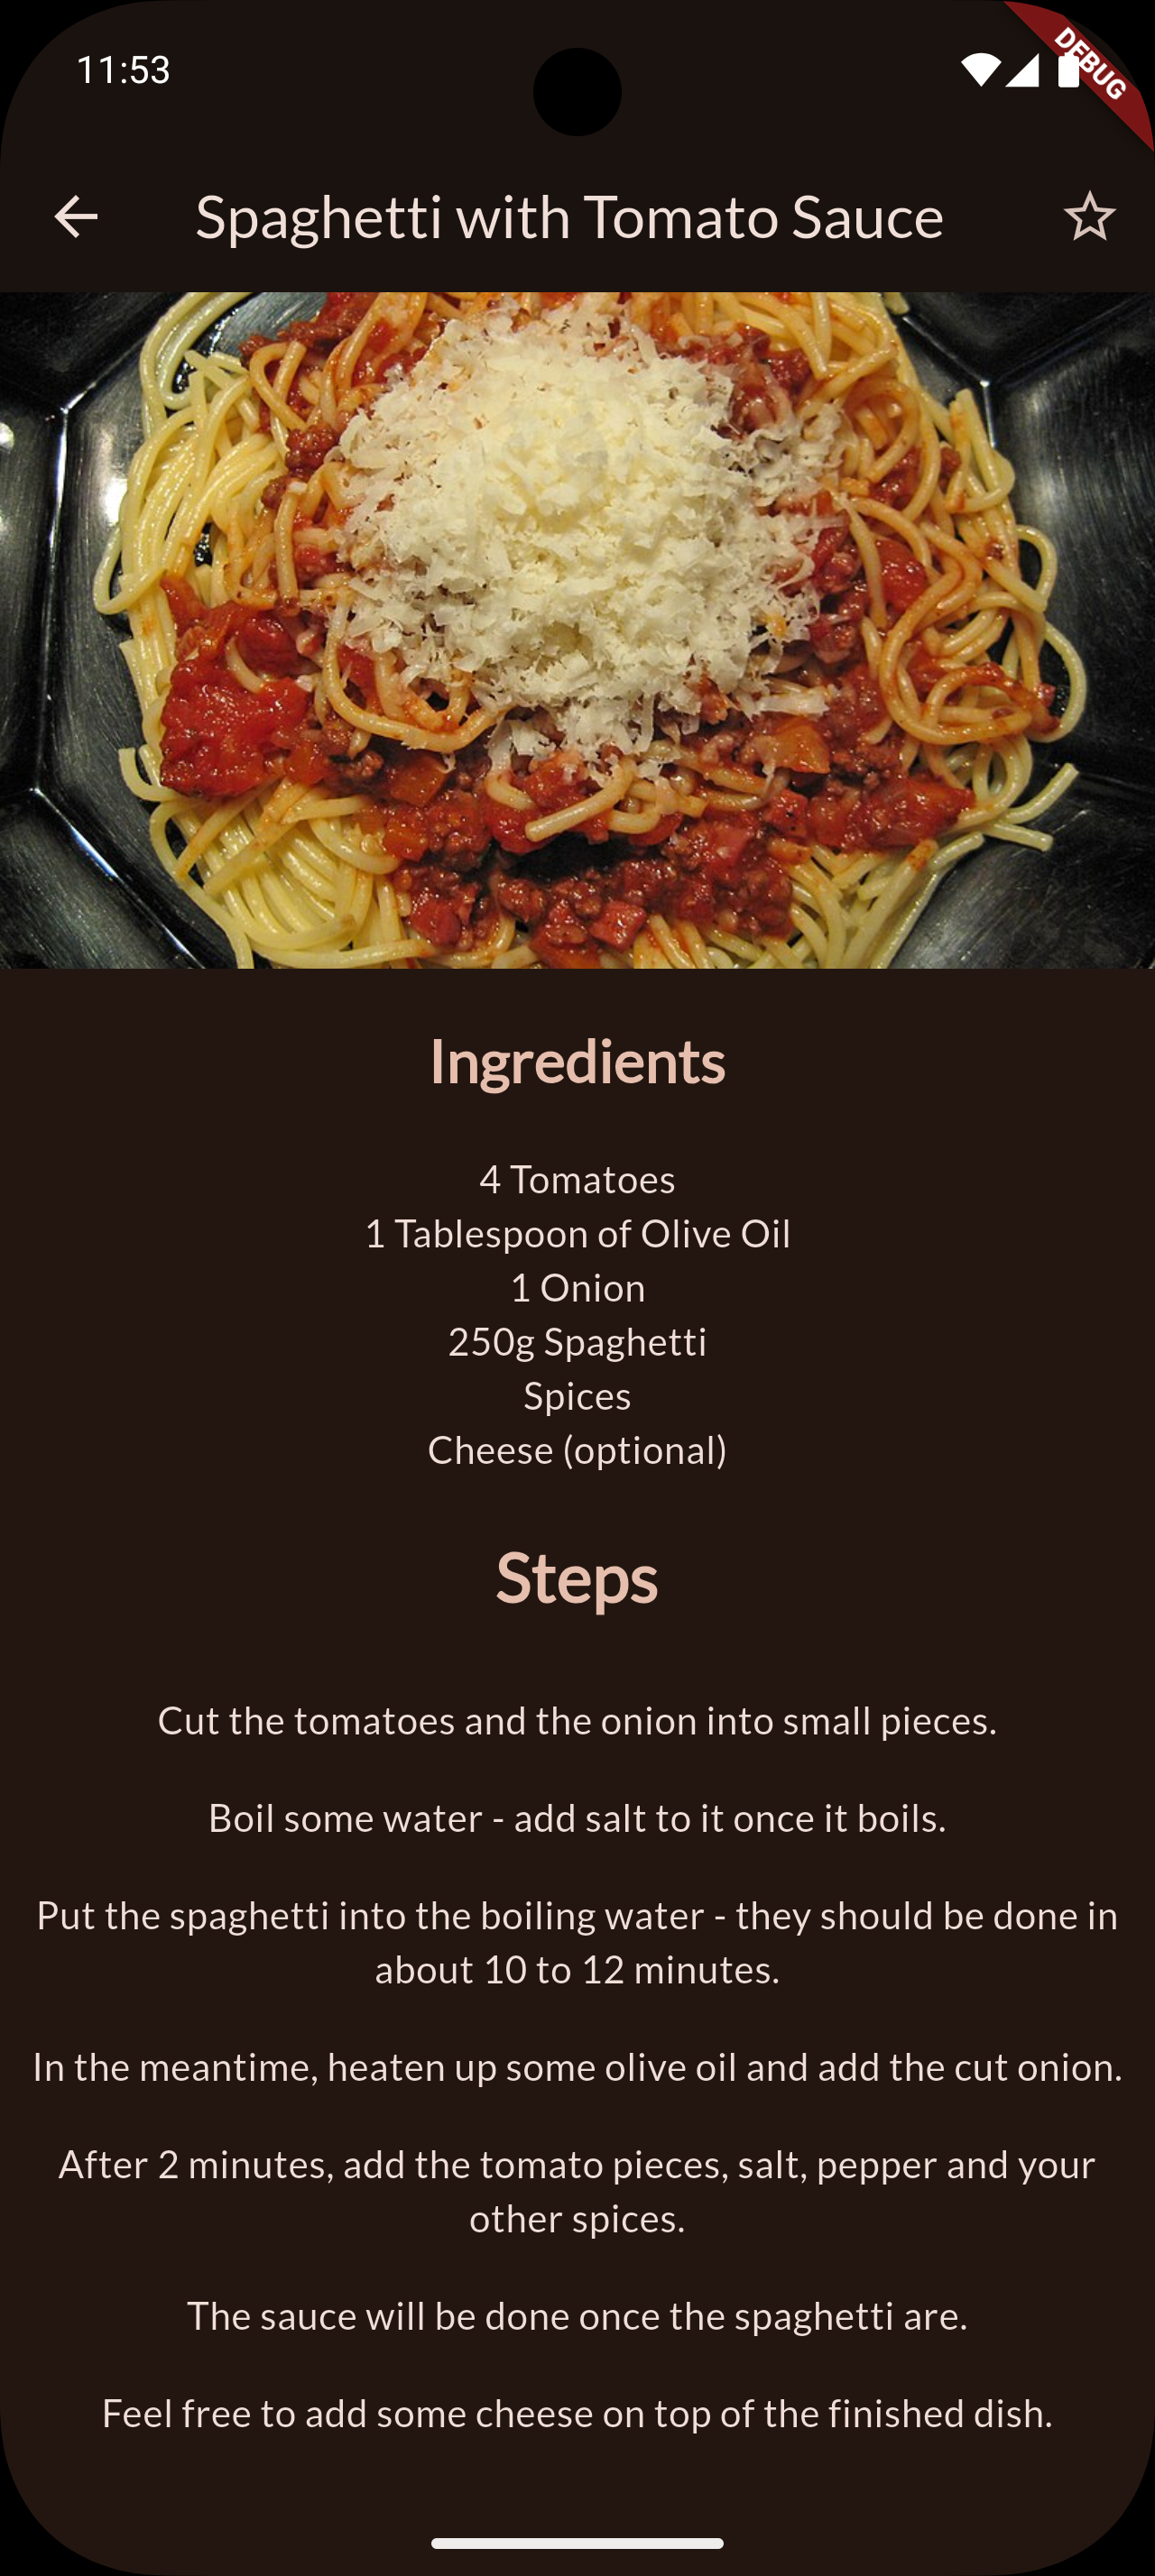 11:53
DEBUG
Spaghetti with Tomato Sauce
Ingredients
4 Tomatoes
1 Tablespoon of Olive Oil
1 Onion
250g Spaghetti
Spices
Cheese (optional)
Steps
Cut the tomatoes and the onion into small pieces.
Boil some water - add salt to it once it boils.
Put the spaghetti into the boiling water - they should be done in
about 10 to 12 minutes.
In the meantime, heaten up some olive oil and add the cut onion.
After 2 minutes, add the tomato pieces, salt, pepper and your
other spices.
The sauce will be done once the spaghetti are.
Feel free to add some cheese on top of the finished dish.